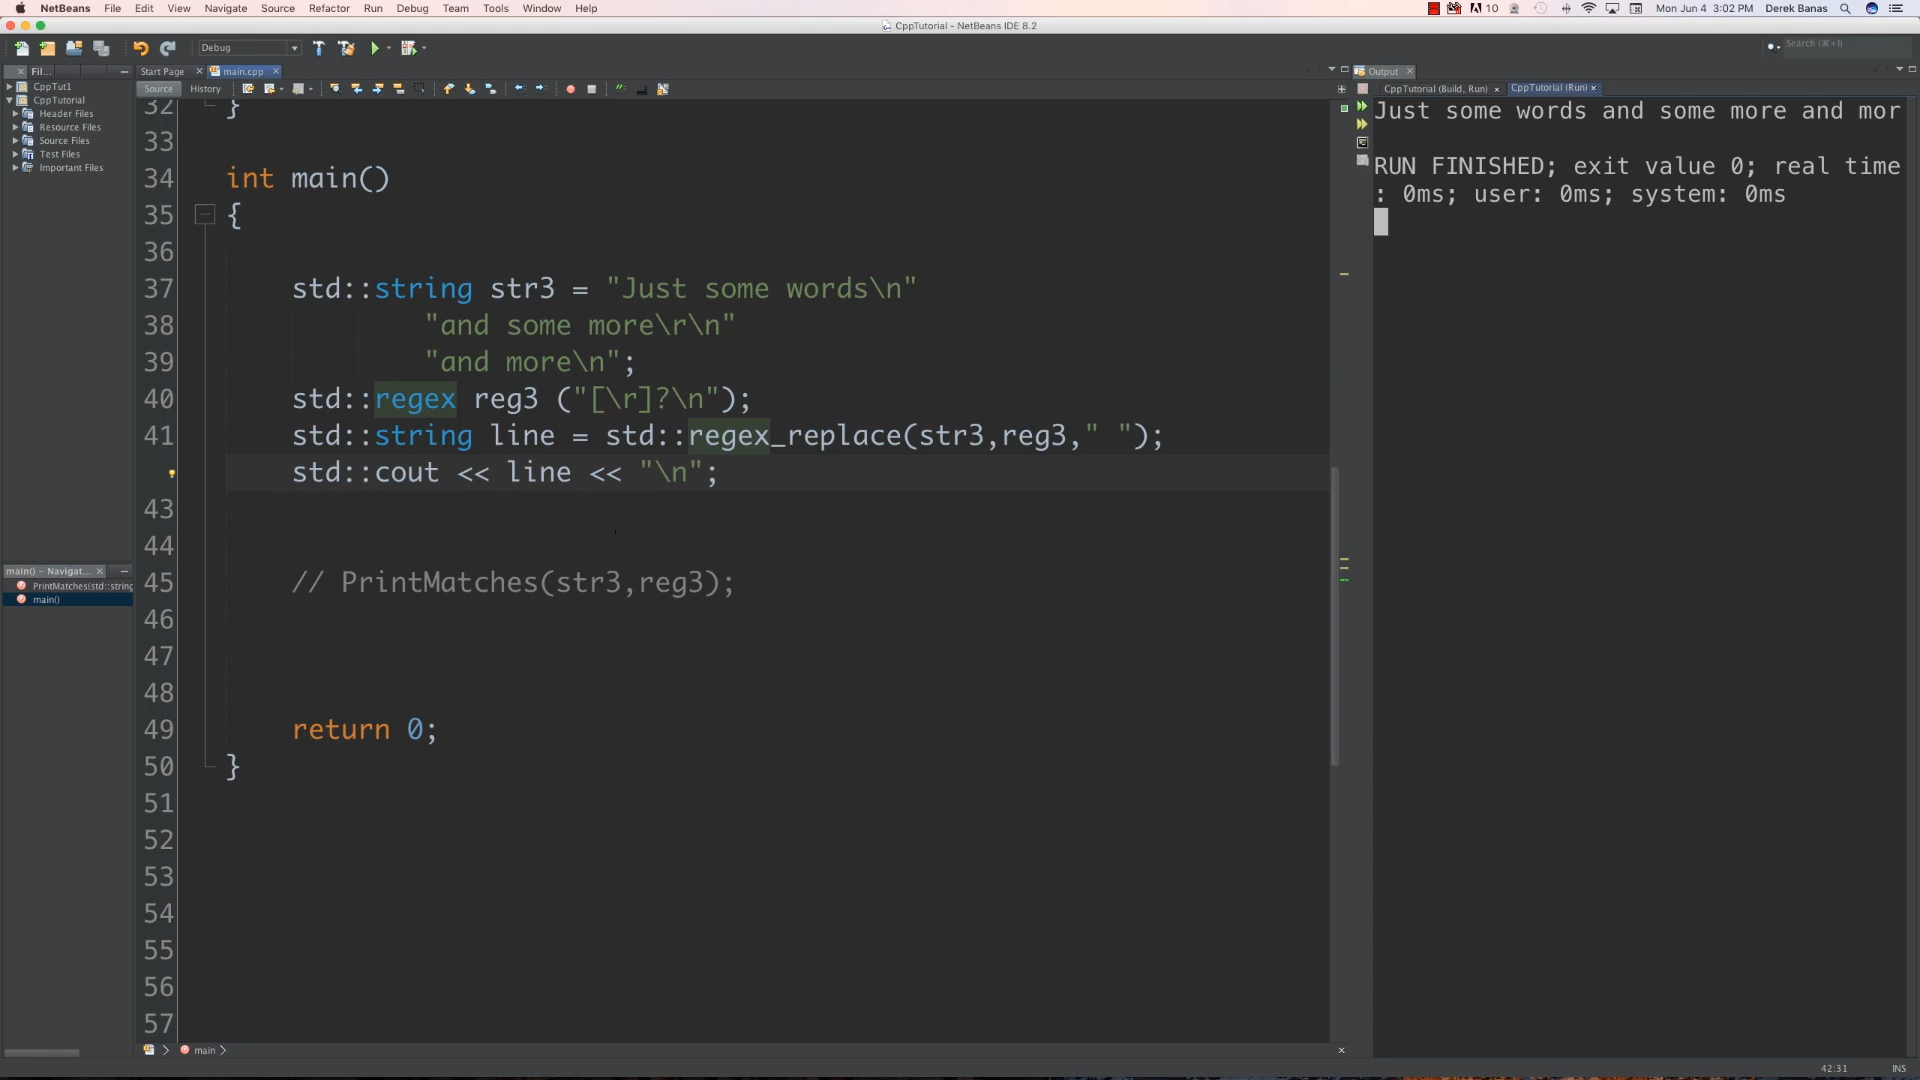 NetBeans File Edit View Navigate Source Refactor Run Debug Team Tools Window Help 10 Mon Jun 4 3:02 PM Derek Banas
CppTutorial - NetBeans IDE 8.2
Debug
Search (⌘+I)
Fil...
Start Page
main.cpp
Output
CppTut1
CppTutorial
Header Files
Resource Files
Source Files
Test Files
Important Files
Source History
CppTutorial (Build, Run) CppTutorial (Run)
32 }
33
34 int main()
35 {
36
37 std::string str3 = "Just some words\n"
38 "and some more\r\n"
39 "and more\n";
40 std::regex reg3 ("[\r]?\n");
41 std::string line = std::regex_replace(str3,reg3," ");
std::cout << line << "\n";
43
44
45 // PrintMatches(str3,reg3);
46
47
48
49 return 0;
50 }
51
52
53
54
55
56
57
Just some words and some more and mor
RUN FINISHED; exit value 0; real time
: 0ms; user: 0ms; system: 0ms
main() - Navigat...
PrintMatches(std::string
main()
main
42:31 INS